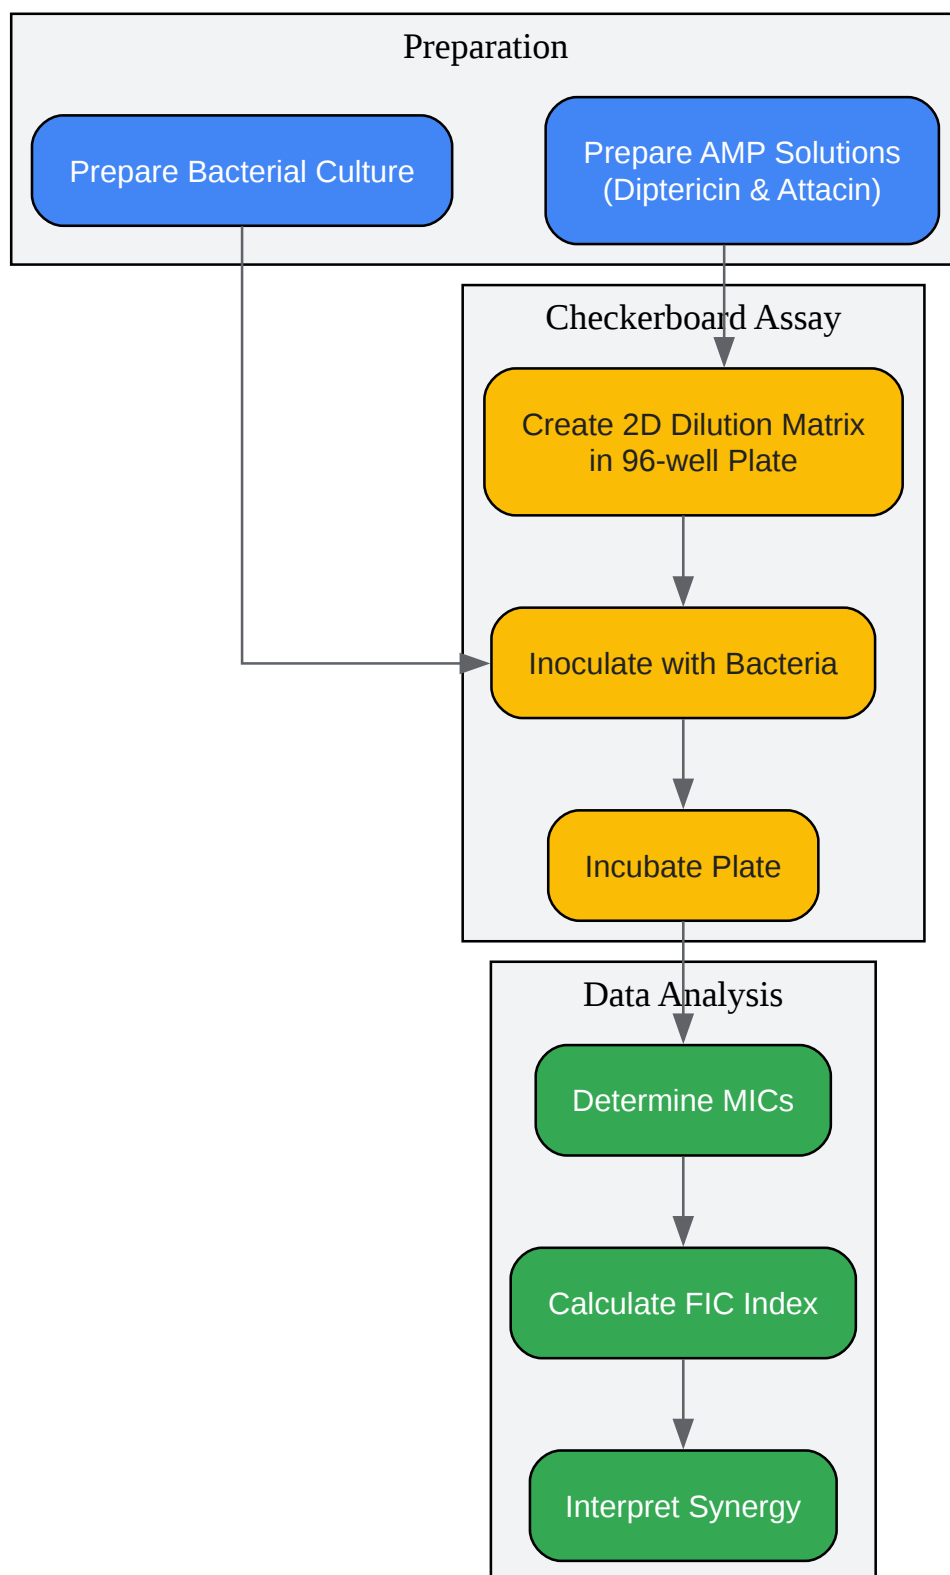 Preparation
Prepare Bacterial Culture
Prepare AMP Solutions
(Diptericin & Attacin)
Checkerboard Assay
Create 2D Dilution Matrix
in 96-well Plate
Inoculate with Bacteria
Incubate Plate
Data Analysis
Determine MICs
Calculate FIC Index
Interpret Synergy